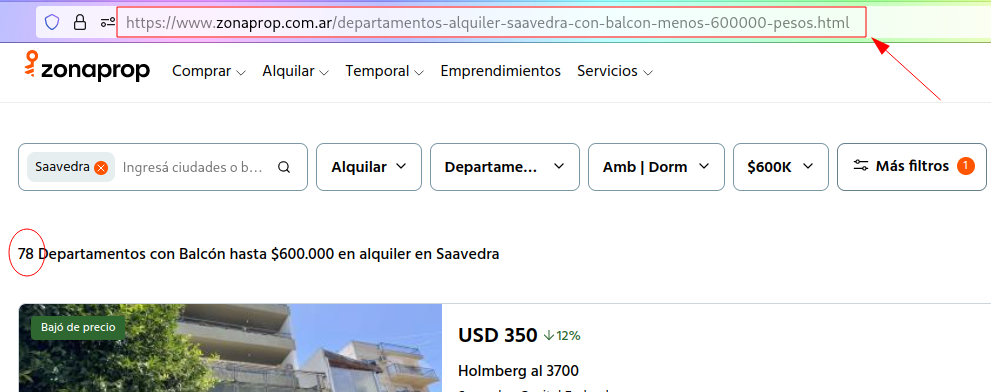 https://www.zonaprop.com.ar/departamentos-alquiler-saavedra-con-balcon-menos-600000-pesos.html
zonaprop Comprar Alquilar Temporal Emprendimientos Servicios
Saavedra Ingresá ciudades o b... Alquilar Departame... Amb | Dorm $600K Más filtros 1
78 Departamentos con Balcón hasta $600.000 en alquiler en Saavedra
Bajó de precio
USD 350 12%
Holmberg al 3700